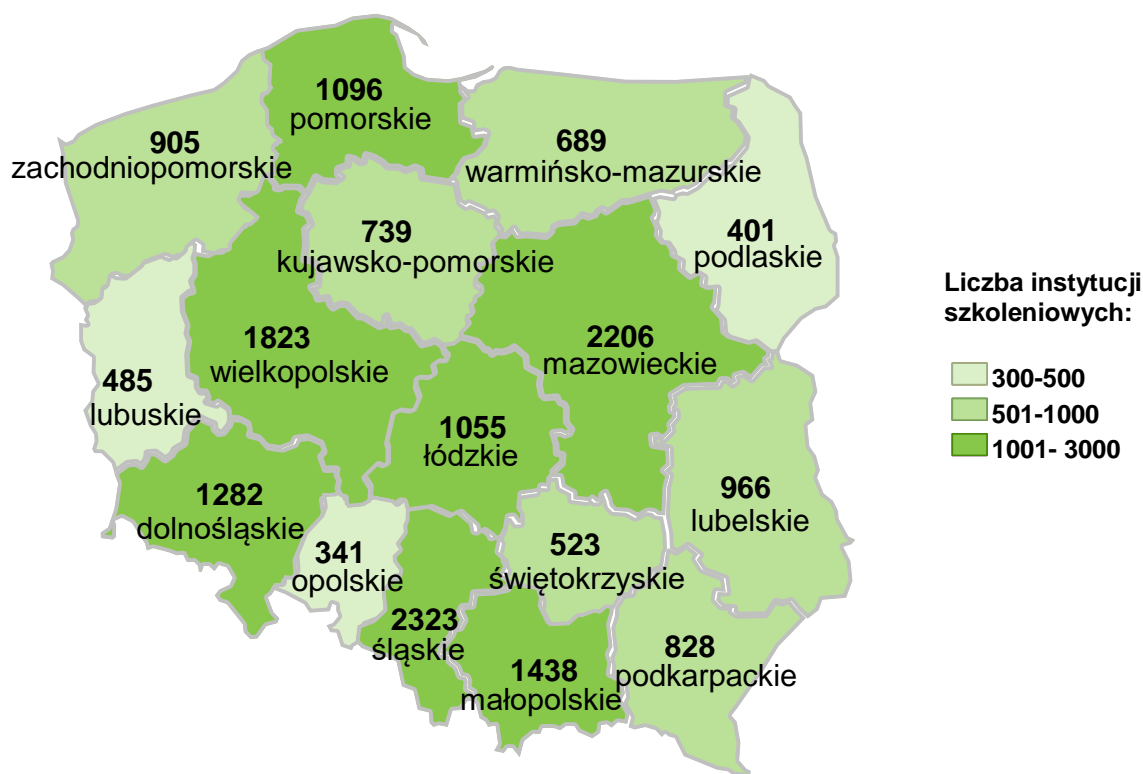 1096
pomorskie
905
zachodniopomorskie
689
warmińsko-mazurskie
401
podlaskie
739
kujawsko-pomorskie
1823
wielkopolskie
2206
mazowieckie
485
lubuskie
1055
łódzkie
966
lubelskie
1282
dolnośląskie
341
opolskie
523
świętokrzyskie
2323
śląskie
1438
małopolskie
828
podkarpackie
Liczba instytucji
szkoleniowych:
300-500
501-1000
1001- 3000